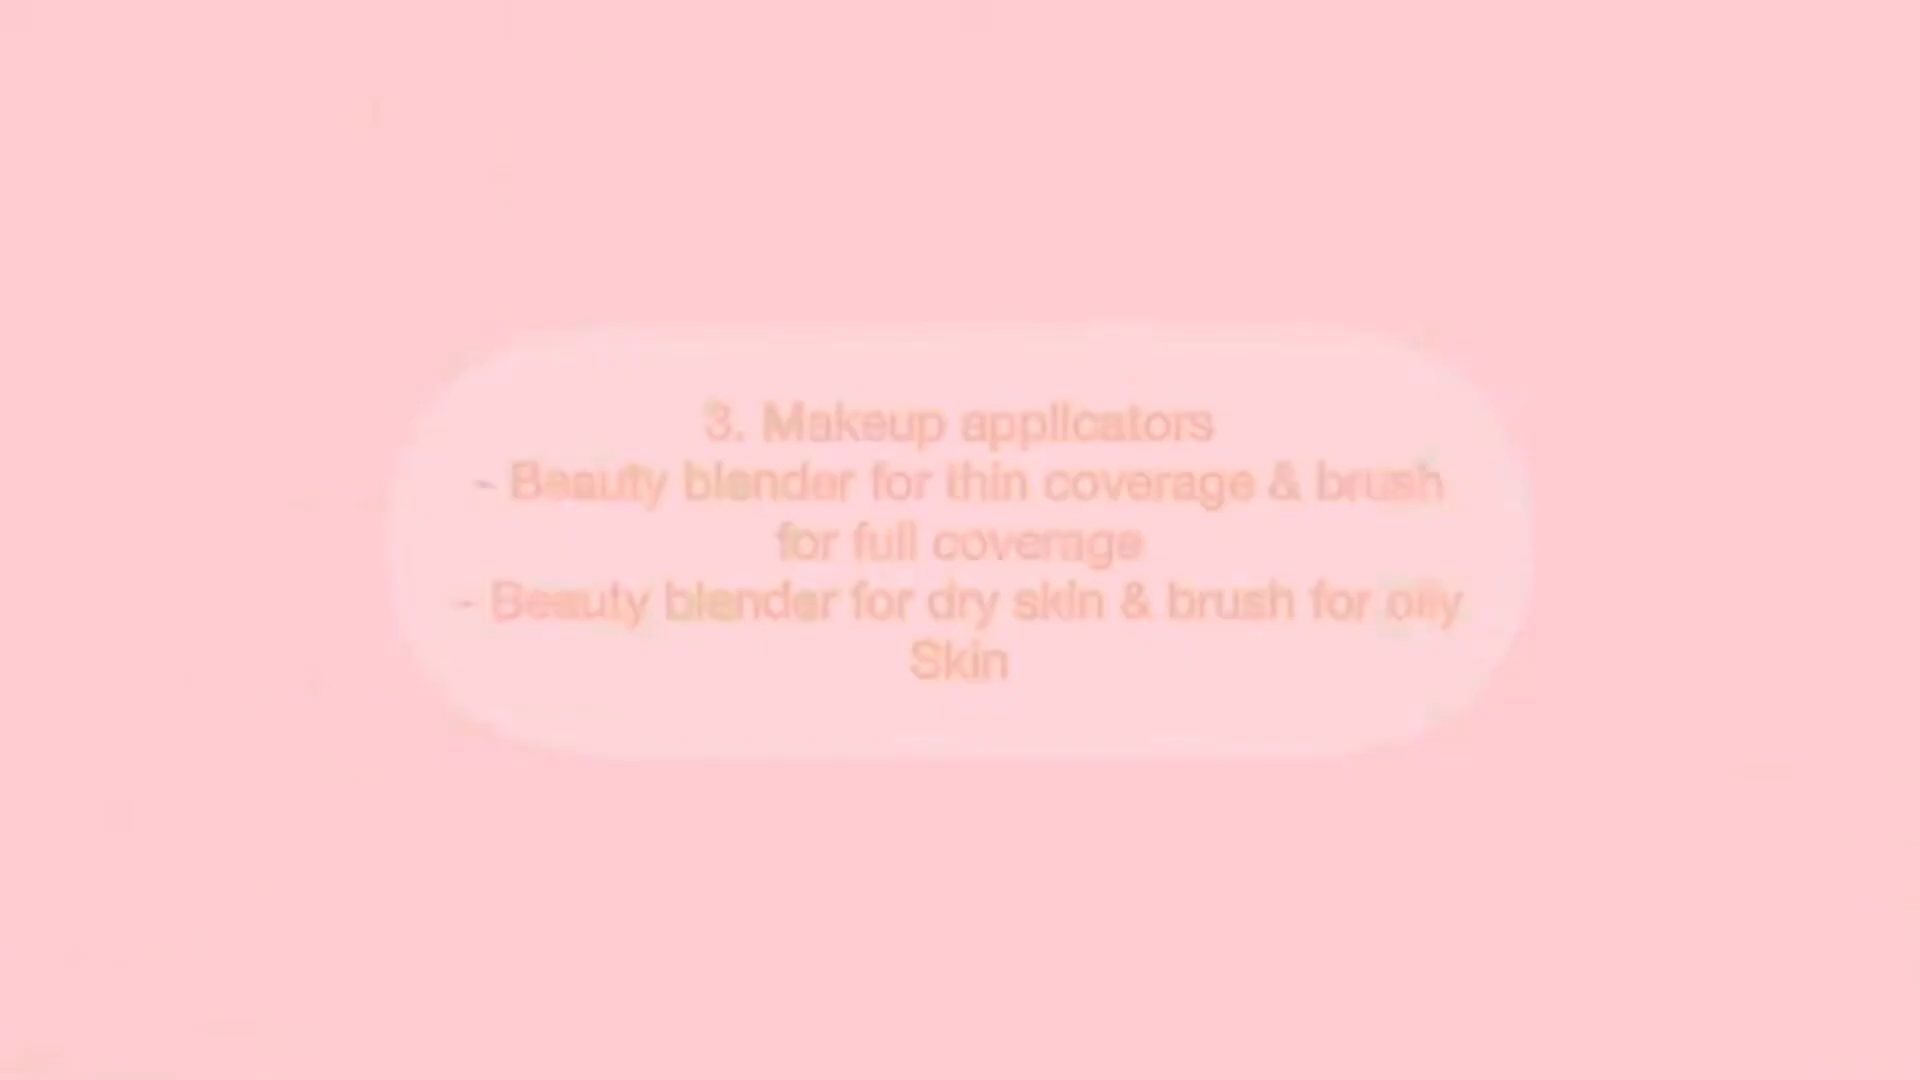 3. Makeup applicators
- Beauty blender for thin coverage & brush
for full coverage
- Beauty blender for dry skin & brush for oily
Skin